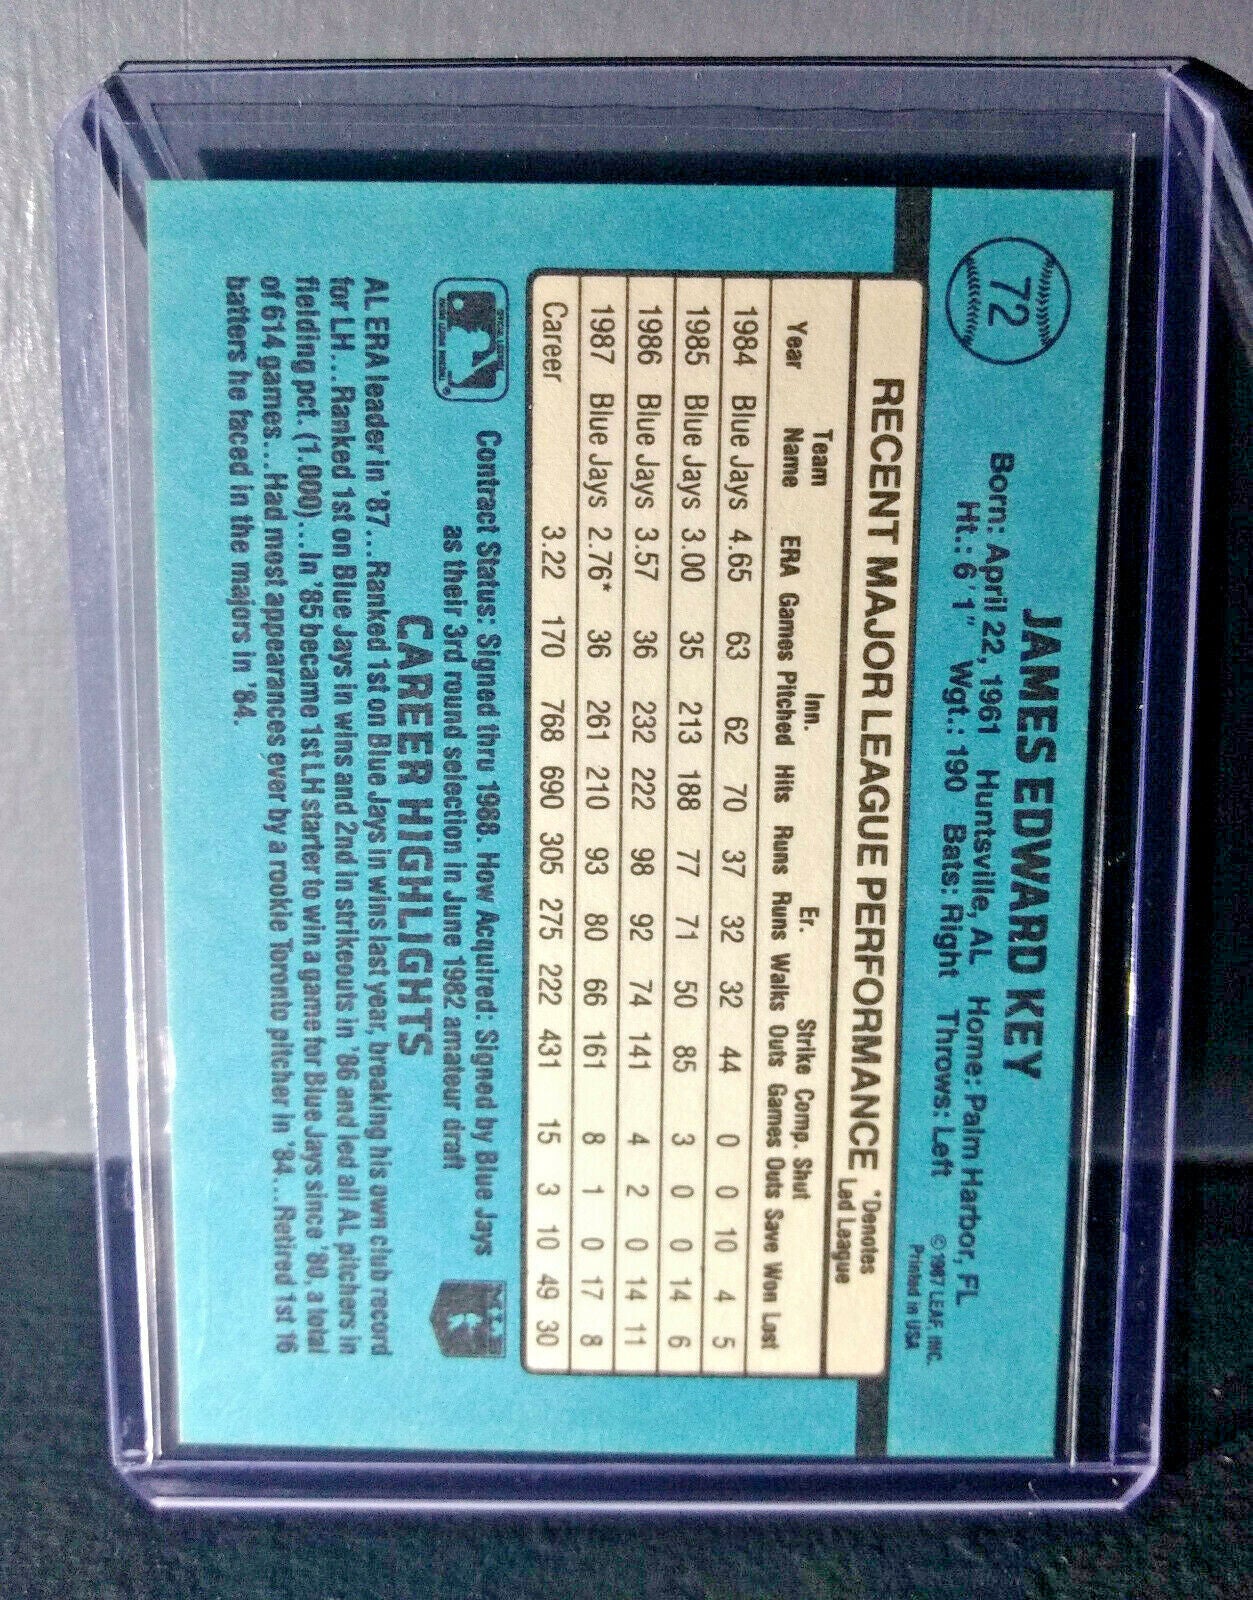 72
JAMES EDWARD KEY
Born: April 22, 1961 Huntsville, AL Home: Palm Harbor, FL
Ht.: 6'1" Wgt.: 190 Bats: Right Throws: Left
©1987 LEAF, INC.
Printed in USA
RECENT MAJOR LEAGUE PERFORMANCE *Denotes Led League
Year Team Name ERA Games Inn. Pitched Hits Runs Er. Runs Walks Strike Outs Comp. Games Shut Outs Save Won Lost
1984 Blue Jays 4.65 63 62 70 37 32 32 44 0 0 10 4 5
1985 Blue Jays 3.00 35 213 188 77 71 50 85 3 0 0 14 6
1986 Blue Jays 3.57 36 232 222 98 92 74 141 4 2 0 14 11
1987 Blue Jays 2.76* 36 261 210 93 80 66 161 8 1 0 17 8
Career 3.22 170 768 690 305 275 222 431 15 3 10 49 30
Contract Status: Signed thru 1988. How Acquired: Signed by Blue Jays
as their 3rd round selection in June 1982 amateur draft
CAREER HIGHLIGHTS
AL ERA leader in '87...Ranked 1st on Blue Jays in wins last year, breaking his own club record
for LH...Ranked 1st on Blue Jays in wins and 2nd in strikeouts in '86 and led all AL pitchers in
fielding pct. (1.000)...In '85 became 1st LH starter to win a game for Blue Jays since '80, a total
of 614 games...Had most appearances ever by a rookie Toronto pitcher in '84...Retired 1st 16
batters he faced in the majors in '84.